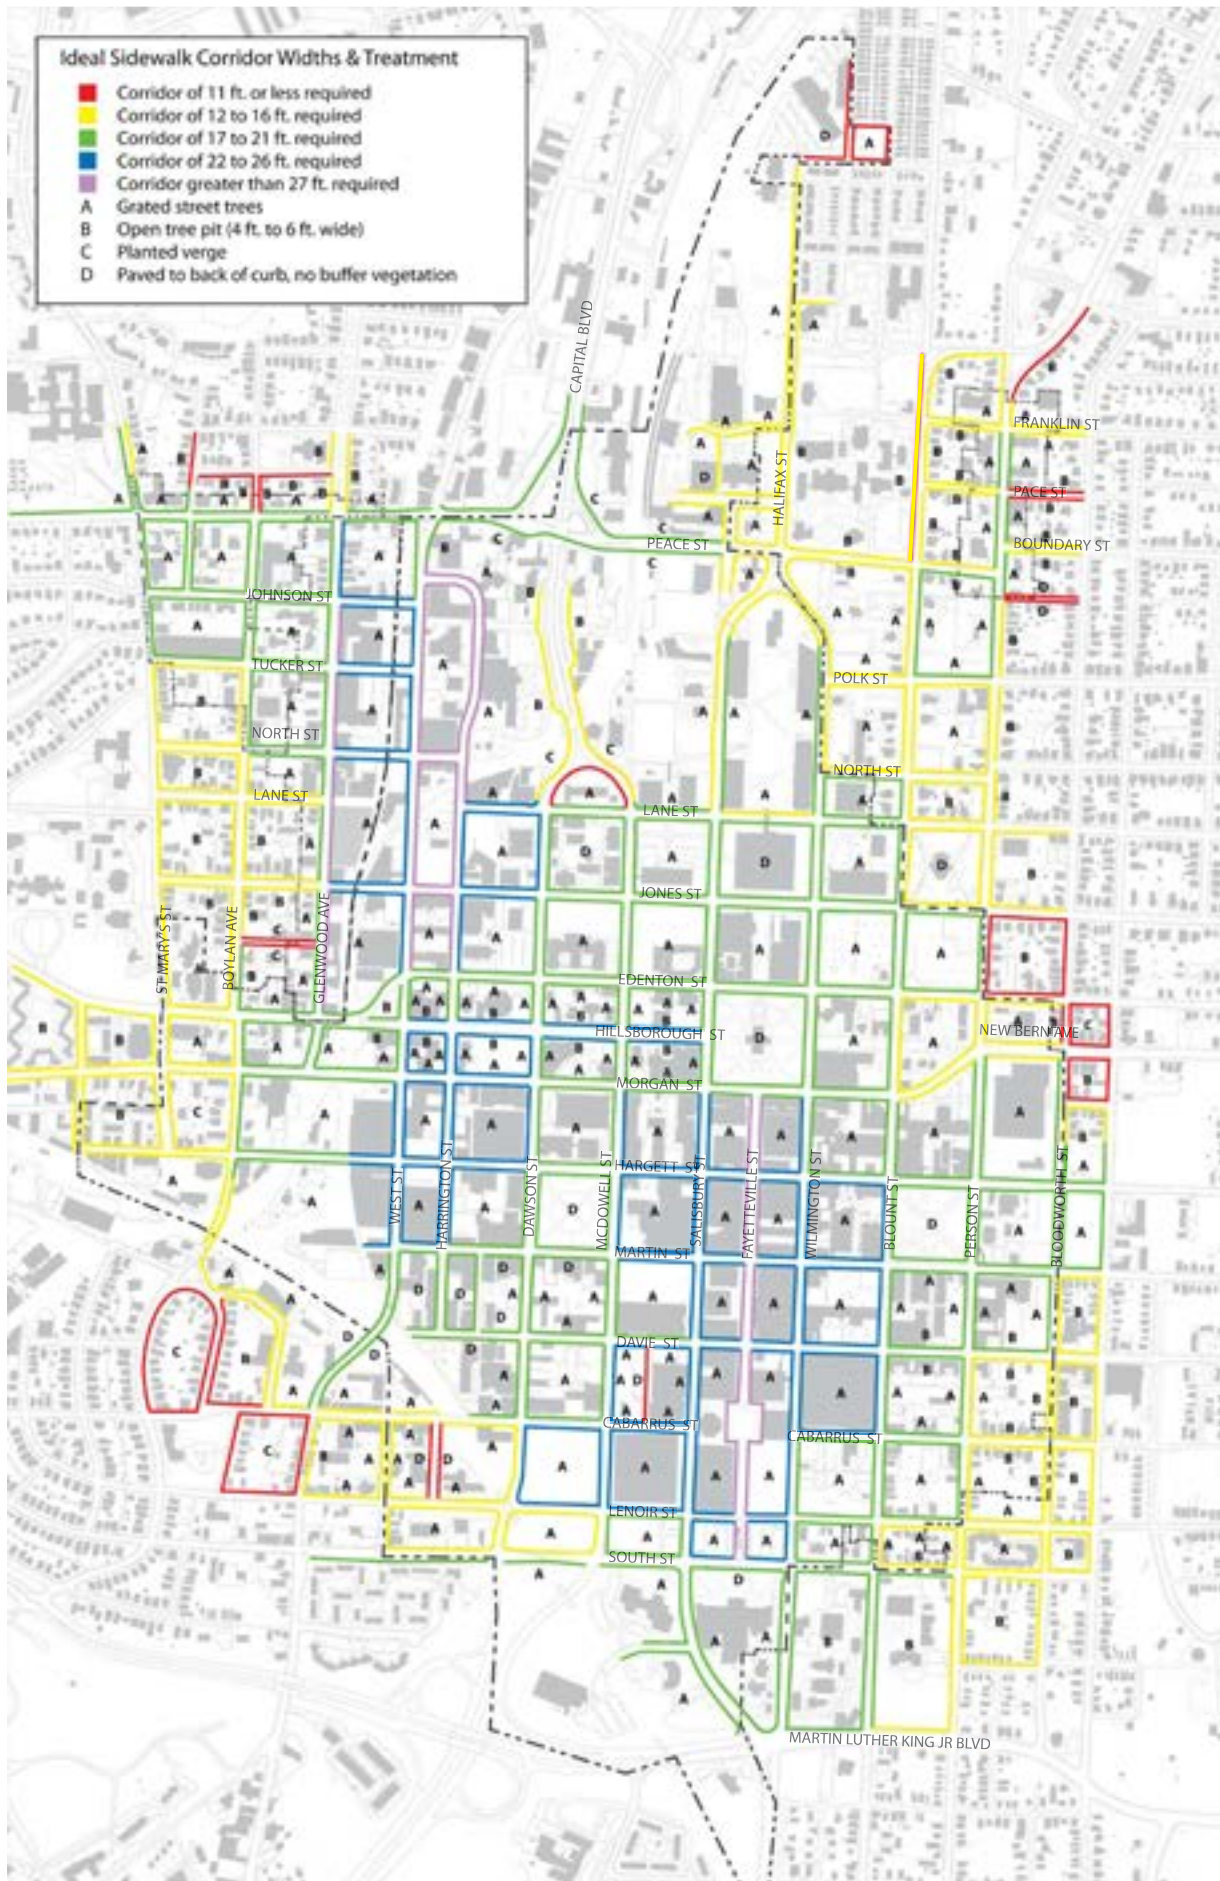 Ideal Sidewalk Corridor Widths & Treatment
Corridor of 11 ft. or less required
Corridor of 12 to 16 ft. required
Corridor of 17 to 21 ft. required
Corridor of 22 to 26 ft. required
Corridor greater than 27 ft. required
A Grated street trees
B Open tree pit (4 ft. to 6 ft. wide)
C Planted verge
D Paved to back of curb, no buffer vegetation
CAPITAL BLVD
FRANKLIN ST
HALIFAX ST
PACE ST
PEACE ST
BOUNDARY ST
JOHNSON ST
TUCKER ST
POLK ST
NORTH ST
NORTH ST
LANE ST
LANE ST
JONES ST
ST MARY'S ST
BOYLAN AVE
GLENWOOD AVE
EDENTON ST
HILLSBOROUGH ST
NEW BERN AVE
MORGAN ST
HARGETT ST
WEST ST
HARRINGTON ST
DAWSON ST
MCDOWELL ST
SALISBURY ST
FAYETTEVILLE ST
WILMINGTON ST
BLOUNT ST
PERSON ST
BLOODWORTH ST
MARTIN ST
DAVIE ST
CABARRUS ST
CABARRUS ST
LENOIR ST
SOUTH ST
MARTIN LUTHER KING JR BLVD